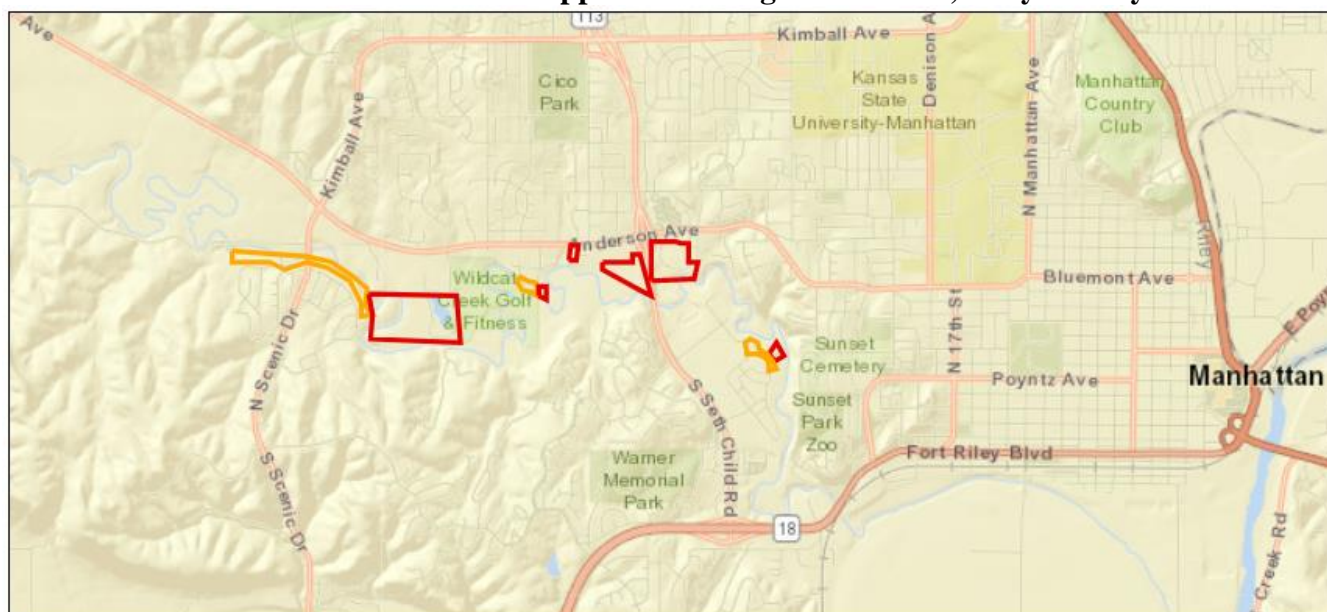 113
Ave
Kimball Ave
Denison A
N Manhattan Ave
Cico
Park
Kansas
State
University-Manhattan
Manhattan
Country
Club
Kimball Ave
Riley
Anderson Ave
Wildcat
Creek Golf
& Fitness
Bluemont Ave
N 17th St
E Poyn
N Scenic Dr
Sunset
Cemetery
Poyntz Ave
Manhattan
S Seth Child Rd
Sunset
Park
Zoo
Fort Riley Blvd
Warner
Memorial
Park
S Scenic Dr
18
Creek Rd